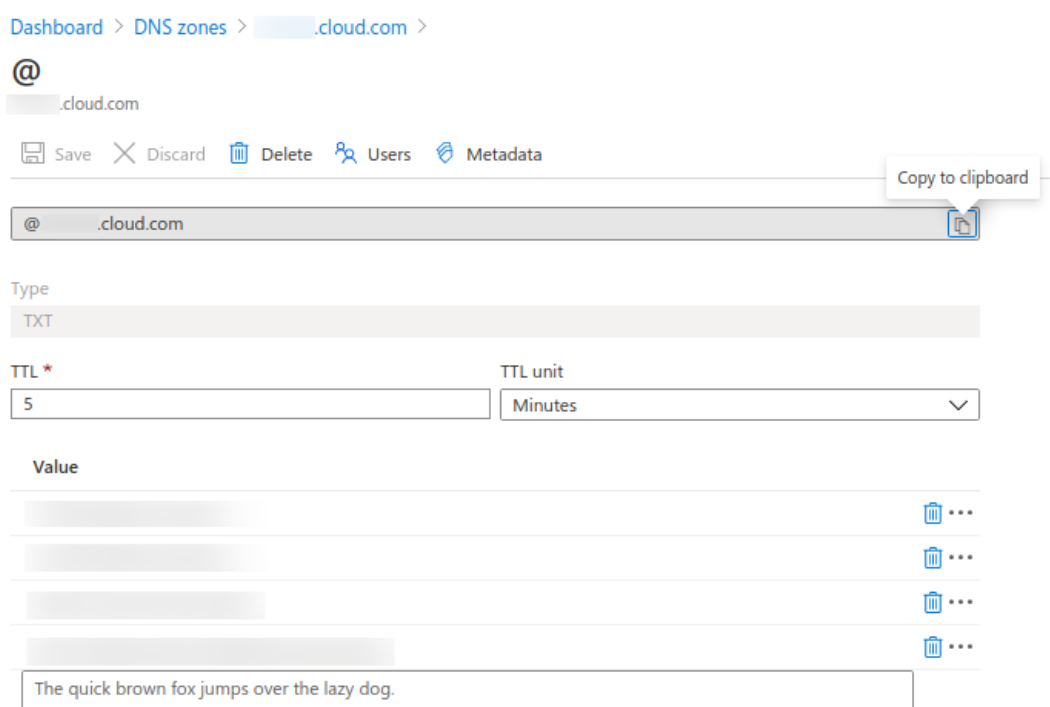 Dashboard > DNS zones > .cloud.com >
@
.cloud.com
Save Discard Delete Users Metadata
Copy to clipboard
@ .cloud.com
Type
TXT
TTL *
TTL unit
5
Minutes
Value
The quick brown fox jumps over the lazy dog.